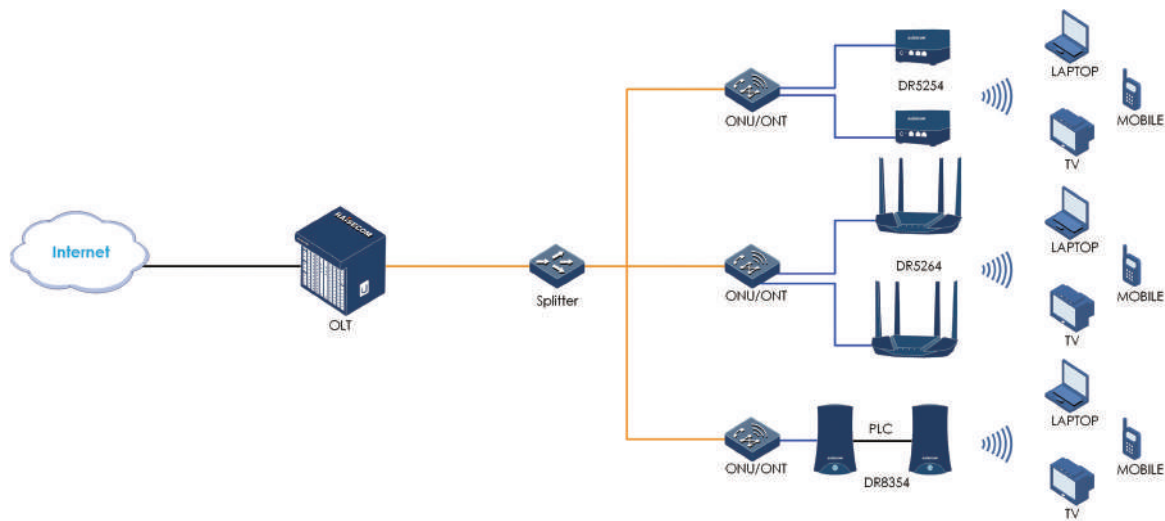 LAPTOP
DR5254
MOBILE
ONU/ONT
TV
RAISECOM
Internet
LAPTOP
DR5264
MOBILE
Splitter
ONU/ONT
OLT
TV
LAPTOP
PLC
ONU/ONT
MOBILE
DR8354
TV